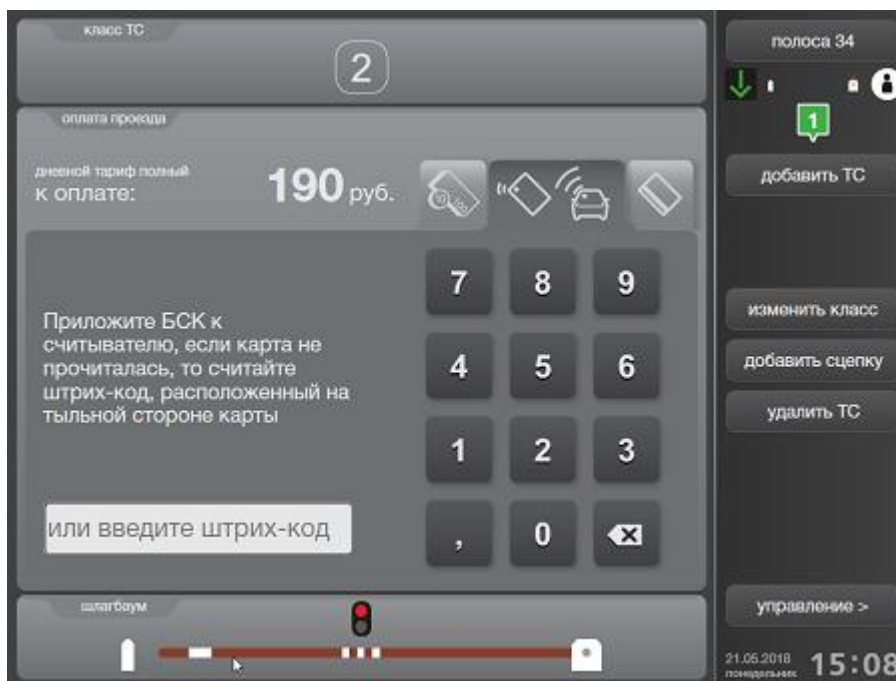 класс ТС
2
оплата проезда
дневной тариф полный
к оплате:
190 руб.
Приложите БСК к
считывателю, если карта не
прочиталась, то считайте
штрих-код, расположенный на
тыльной стороне карты
или введите штрих-код
7 8 9
4 5 6
1 2 3
, 0
шлагбаум
полоса 34
1
добавить ТС
изменить класс
добавить сцепку
удалить ТС
управление >
21.05.2018
понедельник
15:08